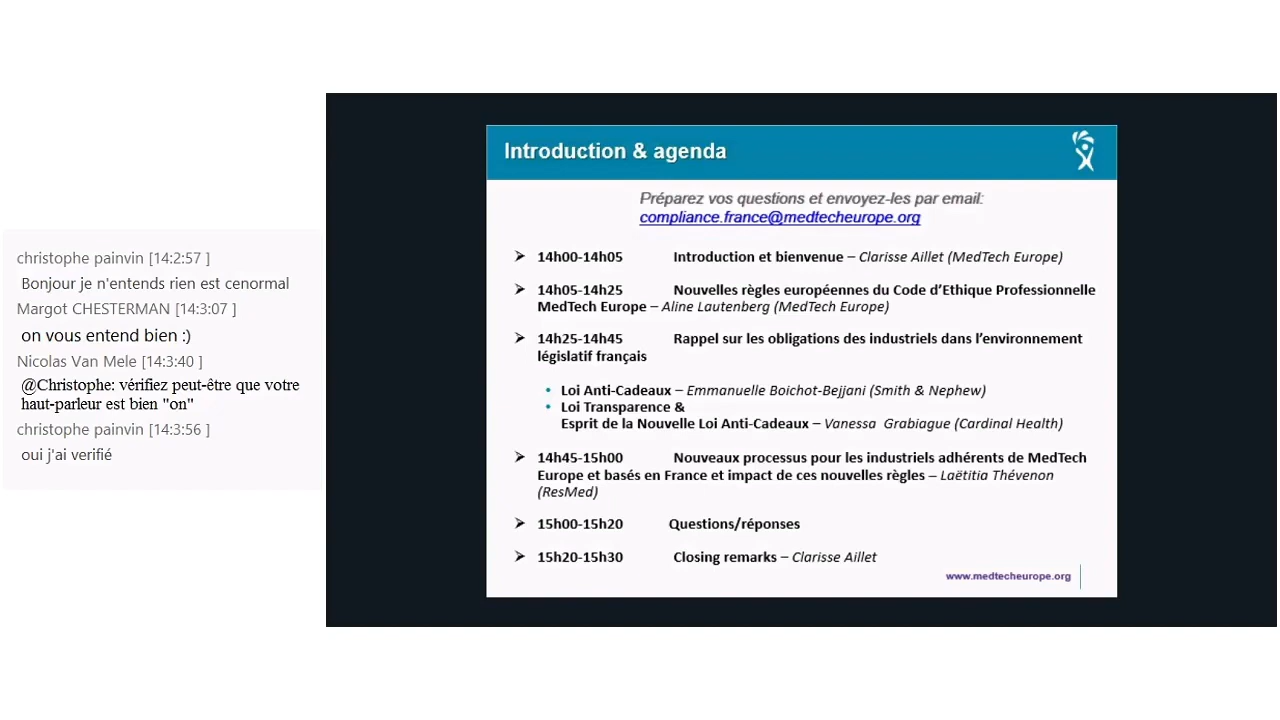 christophe painvin [14:2:57 ]
Bonjour je n'entends rien est cenormal
Margot CHESTERMAN [14:3:07 ]
on vous entend bien :)
Nicolas Van Mele [14:3:40 ]
@Christophe: vérifiez peut-être que votre
haut-parleur est bien "on"
christophe painvin [14:3:56 ]
oui j'ai verifié
Introduction & agenda
Préparez vos questions et envoyez-les par email:
compliance.france@medtecheurope.org
14h00-14h05 Introduction et bienvenue – Clarisse Aillet (MedTech Europe)
14h05-14h25 Nouvelles règles européennes du Code d’Ethique Professionnelle
MedTech Europe – Aline Lautenberg (MedTech Europe)
14h25-14h45 Rappel sur les obligations des industriels dans l’environnement
législatif français
• Loi Anti-Cadeaux – Emmanuelle Boichot-Bejjani (Smith & Nephew)
• Loi Transparence &
Esprit de la Nouvelle Loi Anti-Cadeaux – Vanessa Grabiague (Cardinal Health)
14h45-15h00 Nouveaux processus pour les industriels adhérents de MedTech
Europe et basés en France et impact de ces nouvelles règles – Laëtitia Thévenon
(ResMed)
15h00-15h20 Questions/réponses
15h20-15h30 Closing remarks – Clarisse Aillet
www.medtecheurope.org